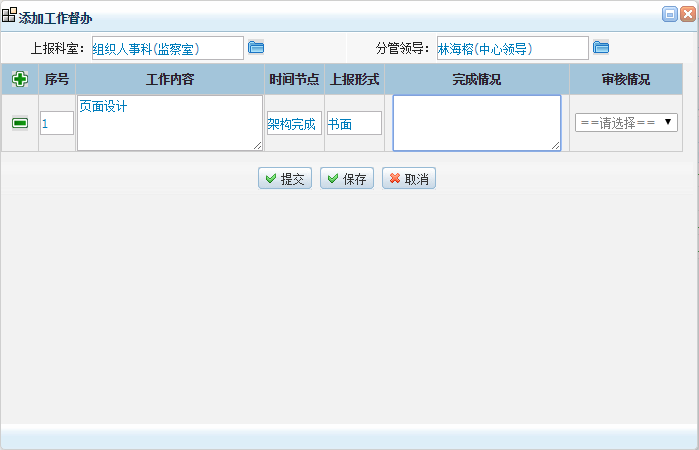 添加工作督办
上报科室： 组织人事科(监察室) 分管领导： 林海榕(中心领导)
序号 工作内容 时间节点 上报形式 完成情况 审核情况
1 页面设计 架构完成 书面 ==请选择==
提交 保存 取消